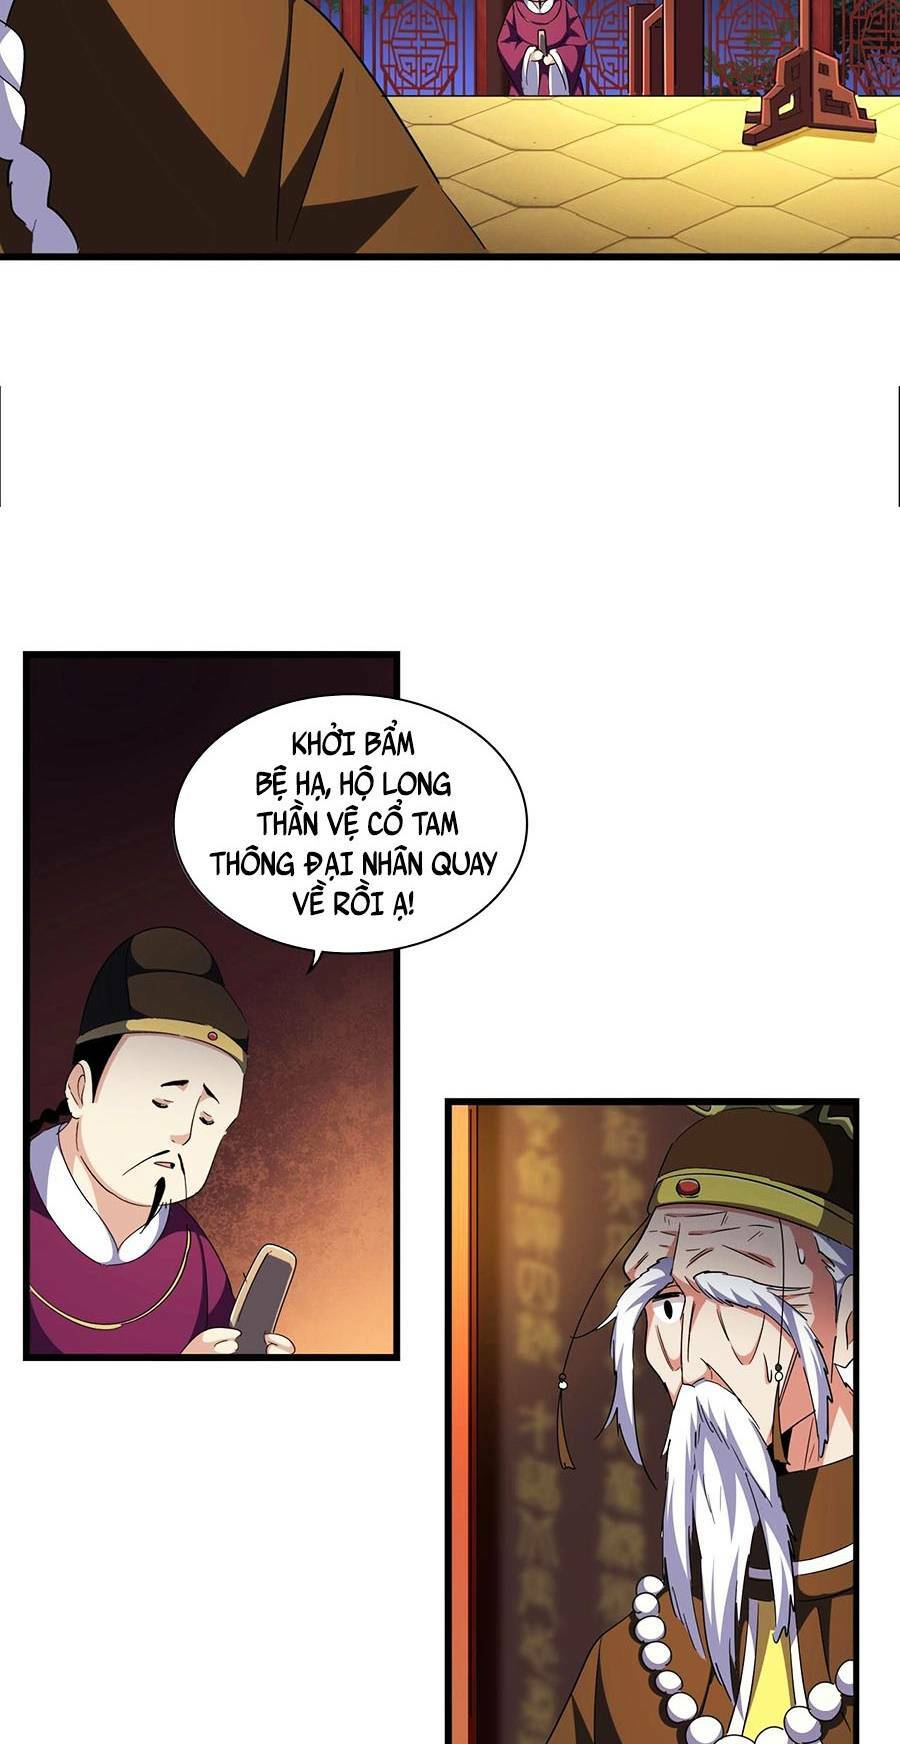 KHỞI BẨM
BỆ HẠ, HỘ LONG
THẦN VỆ CỔ TAM
THÔNG ĐẠI NHÂN QUAY
VỀ RỒI Ạ!